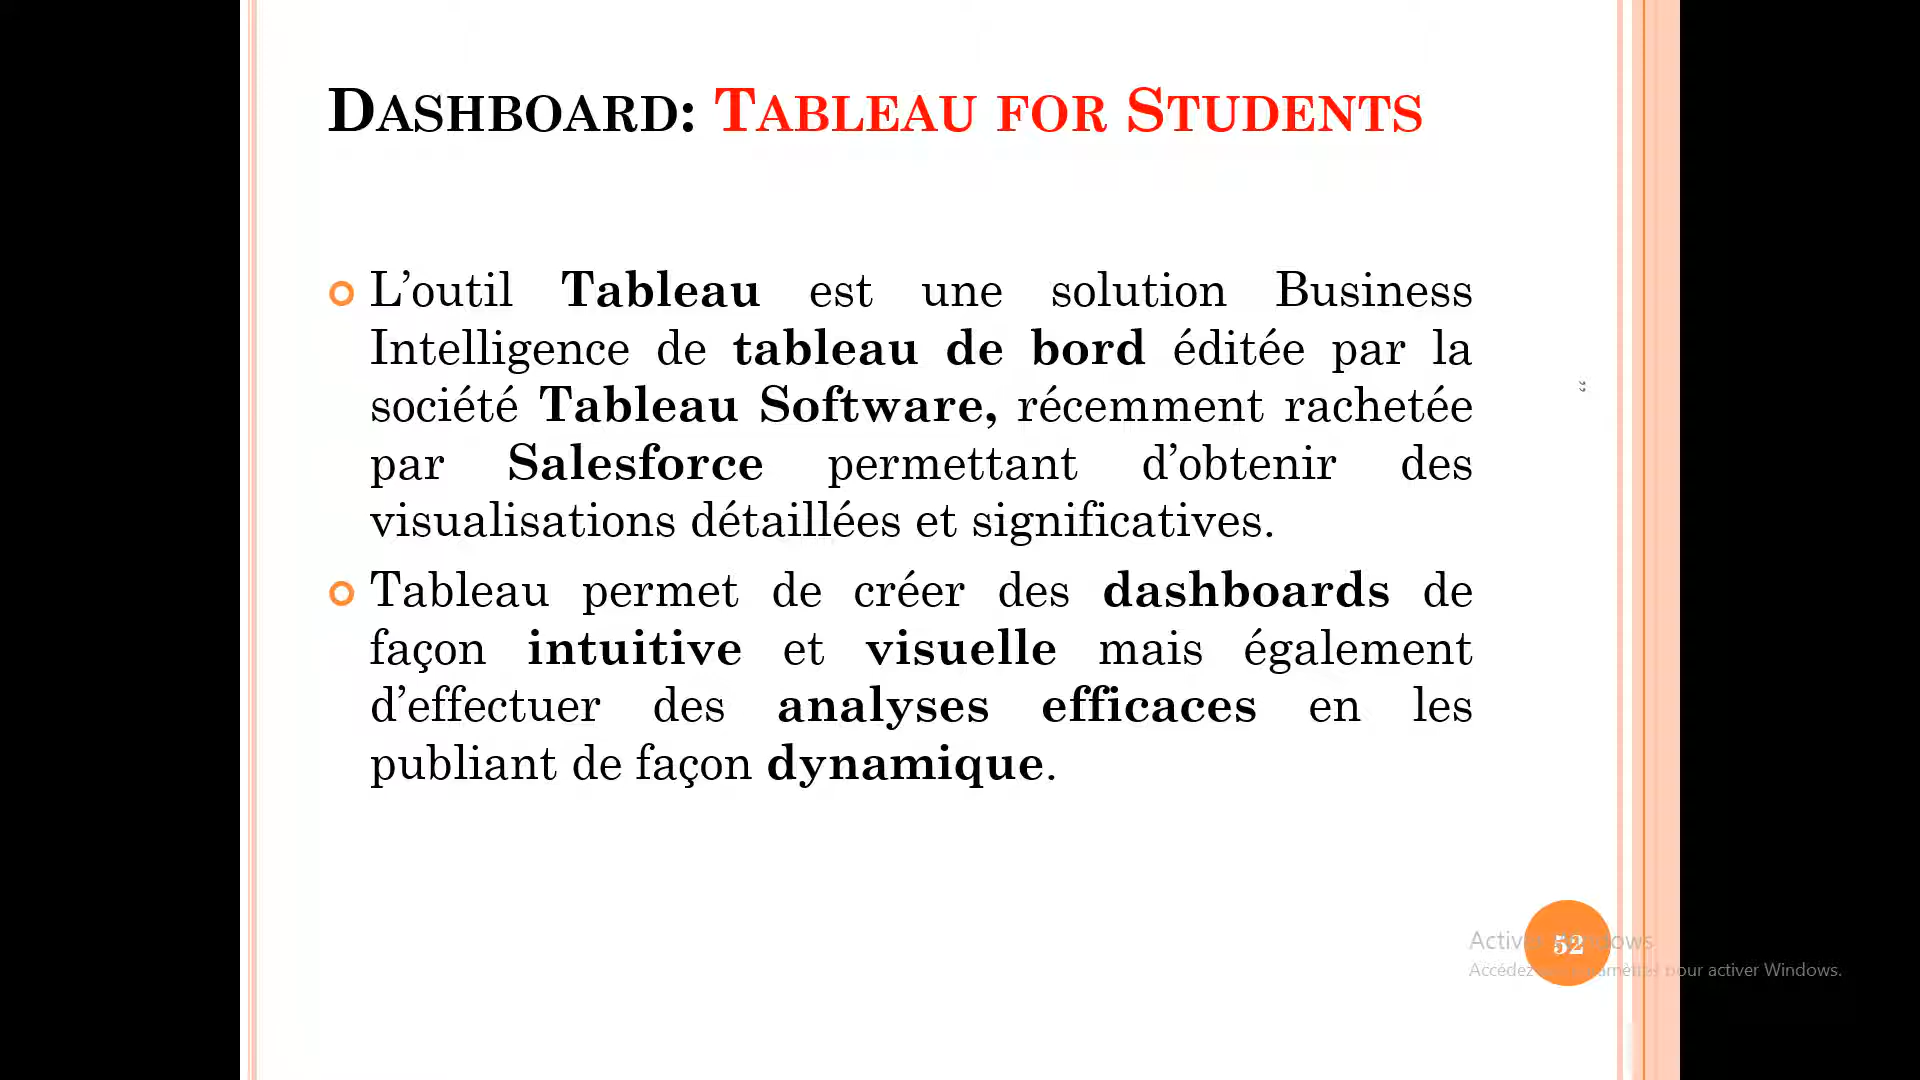 DASHBOARD: TABLEAU FOR STUDENTS
L’outil Tableau est une solution Business
Intelligence de tableau de bord éditée par la
société Tableau Software, récemment rachetée
par Salesforce permettant d’obtenir des
visualisations détaillées et significatives.
Tableau permet de créer des dashboards de
façon intuitive et visuelle mais également
d’effectuer des analyses efficaces en les
publiant de façon dynamique.
52
Accédez pour activer Windows.